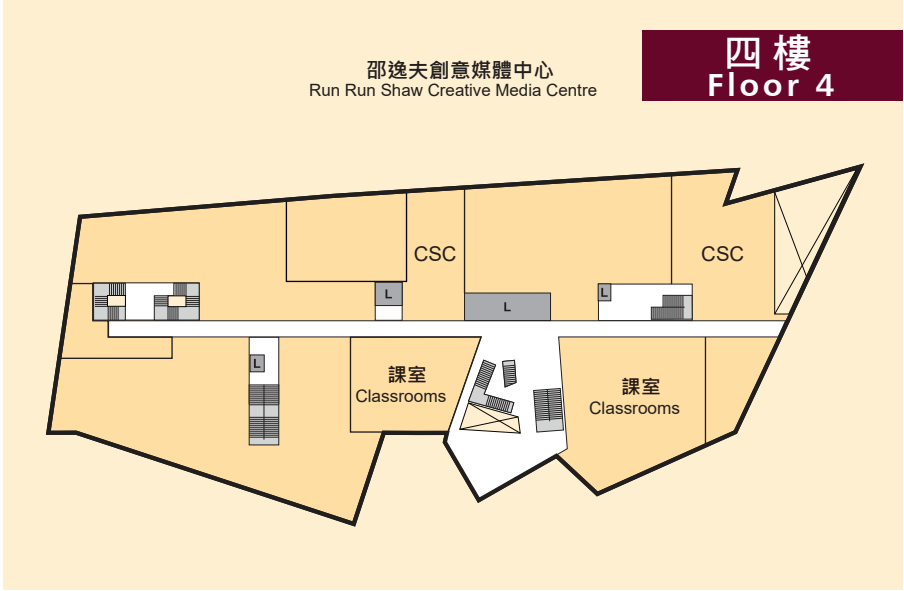 四樓
Floor 4
邵逸夫創意媒體中心
Run Run Shaw Creative Media Centre
CSC
CSC
L
L
L
L
課室
Classrooms
課室
Classrooms